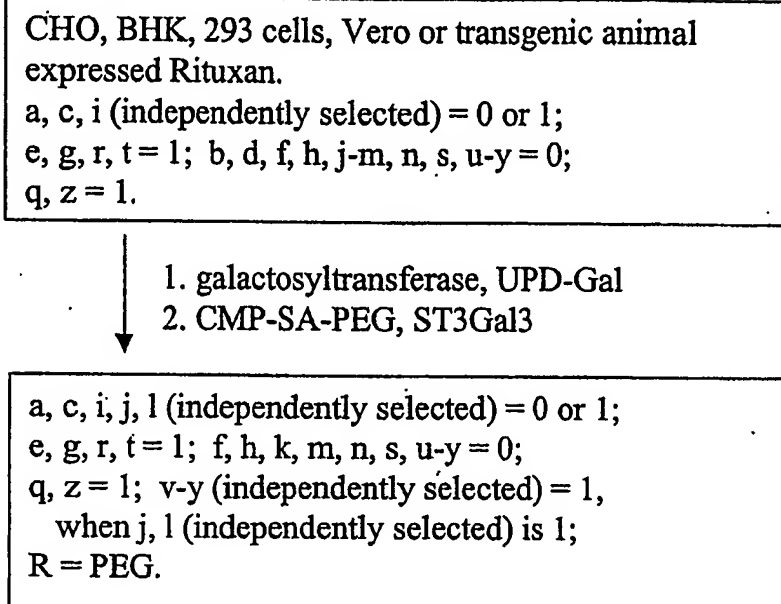 CHO, BHK, 293 cells, Vero or transgenic animal
expressed Rituxan.
a, c, i (independently selected) = 0 or 1;
e, g, r, t = 1; b, d, f, h, j-m, n, s, u-y = 0;
q, z = 1.
1. galactosyltransferase, UPD-Gal
2. CMP-SA-PEG, ST3Gal3
a, c, i, j, l (independently selected) = 0 or 1;
e, g, r, t = 1; f, h, k, m, n, s, u-y = 0;
q, z = 1; v-y (independently selected) = 1,
when j, l (independently selected) is 1;
R = PEG.